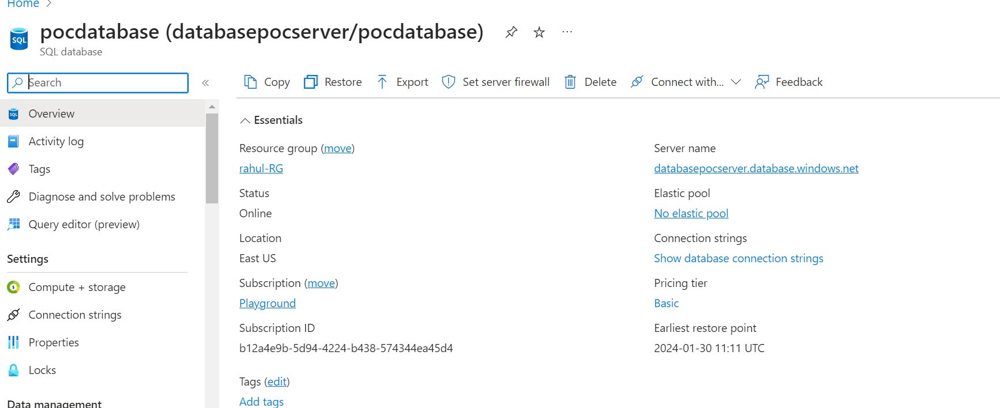 Home
pocdatabase (databasepocserver/pocdatabase)
SQL
SQL database
Search
«
Copy
Restore
Export
Set server firewall
Delete
Connect with...
Feedback
SQL
Overview
Activity log
Tags
Diagnose and solve problems
Query editor (preview)
Settings
Compute + storage
Connection strings
Properties
Locks
Data management
Essentials
Resource group (move)
rahul-RG
Status
Online
Location
East US
Subscription (move)
Playground
Subscription ID
b12a4e9b-5d94-4224-b438-574344ea45d4
Tags (edit)
Add tags
Server name
databasepocserver.database.windows.net
Elastic pool
No elastic pool
Connection strings
Show database connection strings
Pricing tier
Basic
Earliest restore point
2024-01-30 11:11 UTC